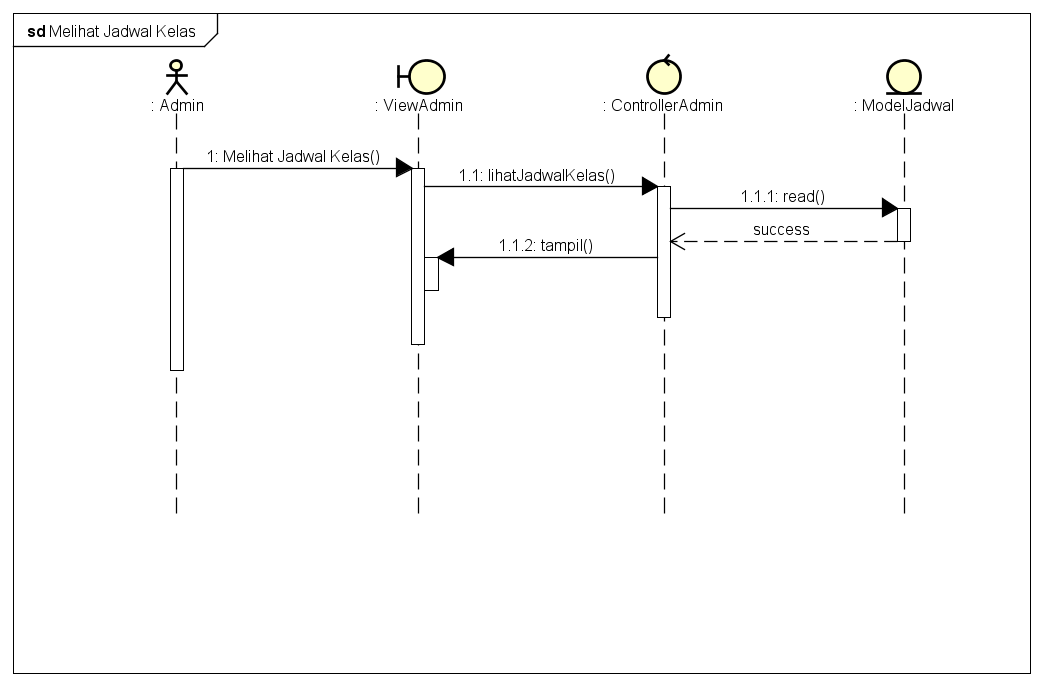 sd Melihat Jadwal Kelas
: Admin
: ViewAdmin
: ControllerAdmin
: ModelJadwal
1: Melihat Jadwal Kelas()
1.1: lihatJadwalKelas()
1.1.1: read()
success
1.1.2: tampil()